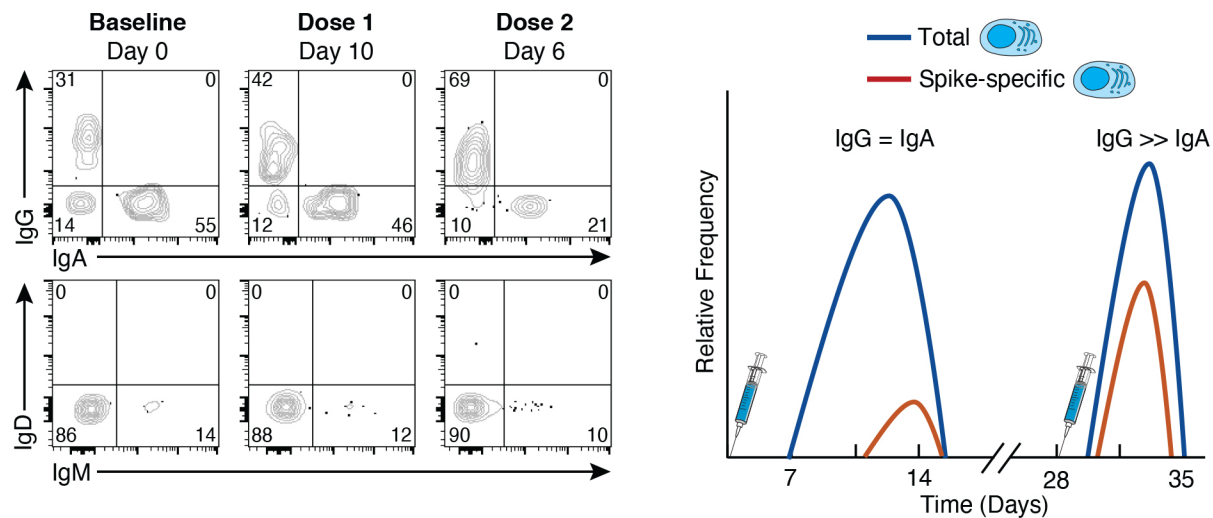 Baseline
Day 0
Dose 1
Day 10
Dose 2
Day 6
31 0
14 55
42 0
12 46
69 0
10 21
IgG
IgA
0 0
86 14
0 0
88 12
0 0
90 10
IgD
IgM
Total
Spike-specific
IgG = IgA
IgG >> IgA
Relative Frequency
7 14 28 35
Time (Days)